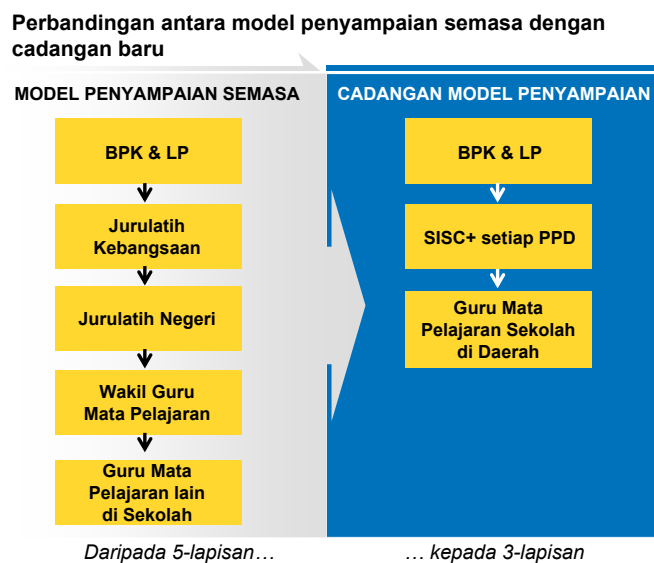 Perbandingan antara model penyampaian semasa dengan
cadangan baru
MODEL PENYAMPAIAN SEMASA
BPK & LP
Jurulatih
Kebangsaan
Jurulatih Negeri
Wakil Guru
Mata Pelajaran
Guru Mata
Pelajaran lain
di Sekolah
Daripada 5-lapisan…
CADANGAN MODEL PENYAMPAIAN
BPK & LP
SISC+ setiap PPD
Guru Mata
Pelajaran Sekolah
di Daerah
… kepada 3-lapisan